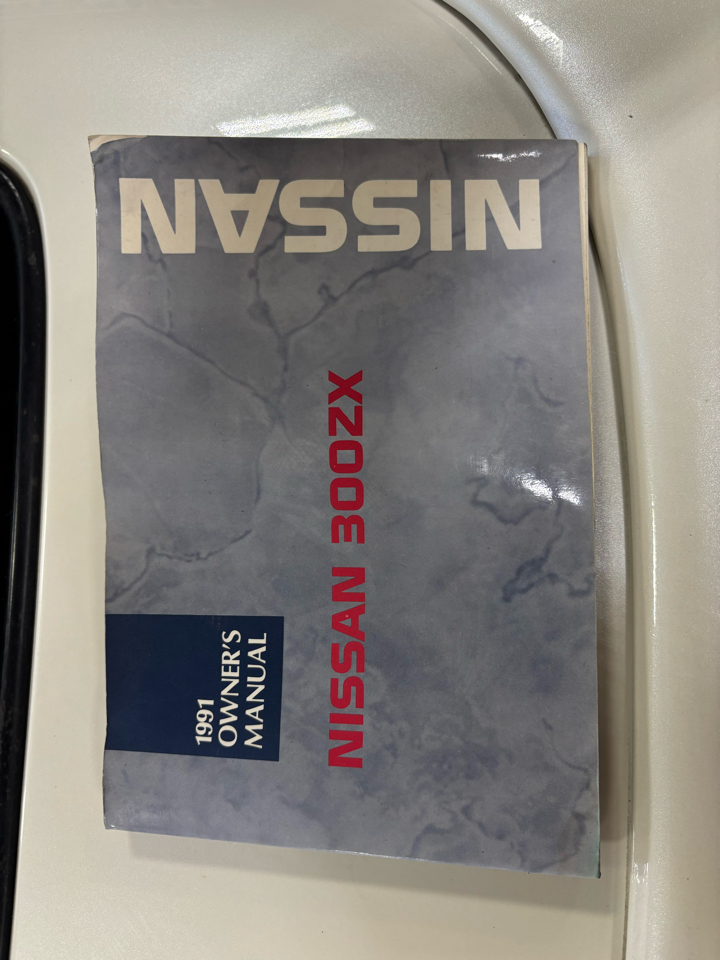 NISSAN
NISSAN 300ZX
1991
OWNER'S
MANUAL